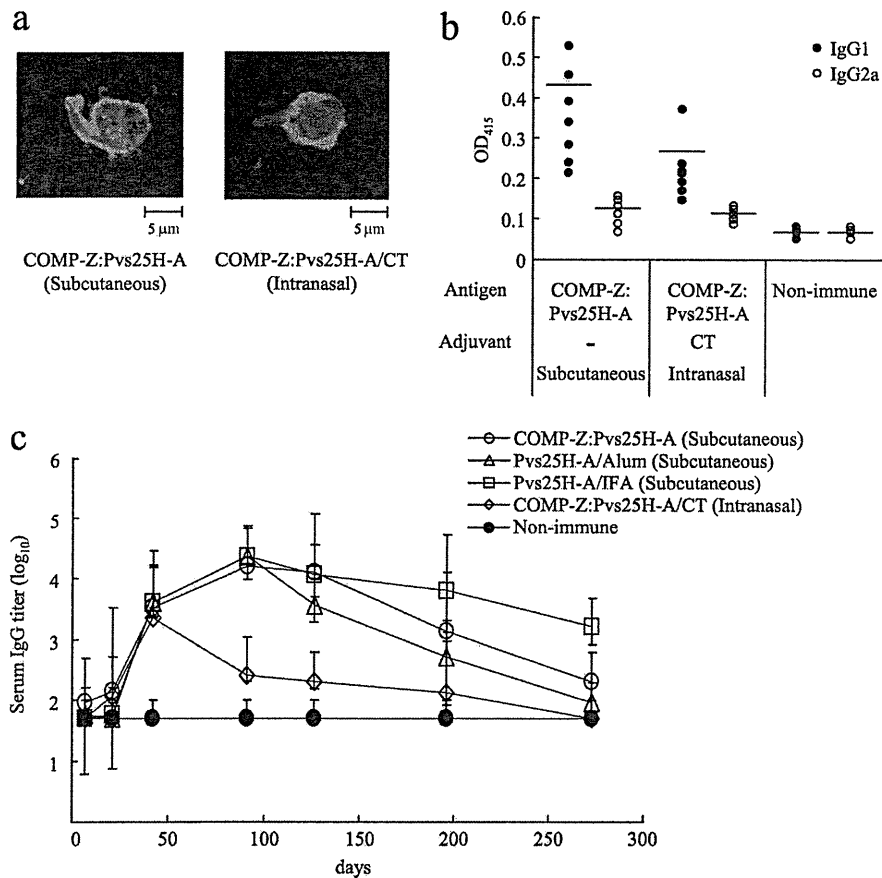 a
5 µm
5 µm
COMP-Z:Pvs25H-A
(Subcutaneous)
COMP-Z:Pvs25H-A/CT
(Intranasal)
b
0.6
0.5
0.4
0.3
0.2
0.1
0
OD415
IgG1
IgG2a
Antigen
COMP-Z:
Pvs25H-A
COMP-Z:
Pvs25H-A
Non-immune
Adjuvant
-
CT
Subcutaneous
Intranasal
c
COMP-Z:Pvs25H-A (Subcutaneous)
Pvs25H-A/Alum (Subcutaneous)
Pvs25H-A/IFA (Subcutaneous)
COMP-Z:Pvs25H-A/CT (Intranasal)
Non-immune
6
5
4
3
2
1
Serum IgG titer (log10)
0
50
100
150
200
250
300
days